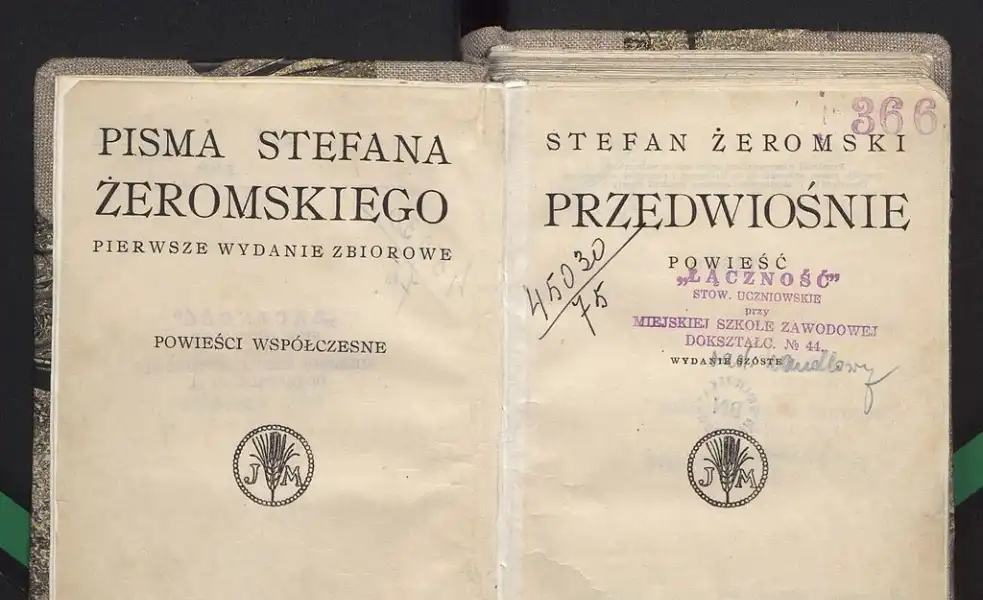 PISMA STEFANA
ŻEROMSKIEGO
PIERWSZE WYDANIE ZBIOROWE
POWIEŚCI WSPÓŁCZESNE
J M
366
STEFAN ŻEROMSKI
PRZEDWIOŚNIE
45030
75
POWIEŚĆ
„ŁĄCZNOŚĆ"
STOW. UCZNIOWSKIE
przy
MIEJSKIEJ SZKOLE ZAWODOWEJ
DOKSZTAŁC. № 44.
WYDANIE SZÓSTE
J M